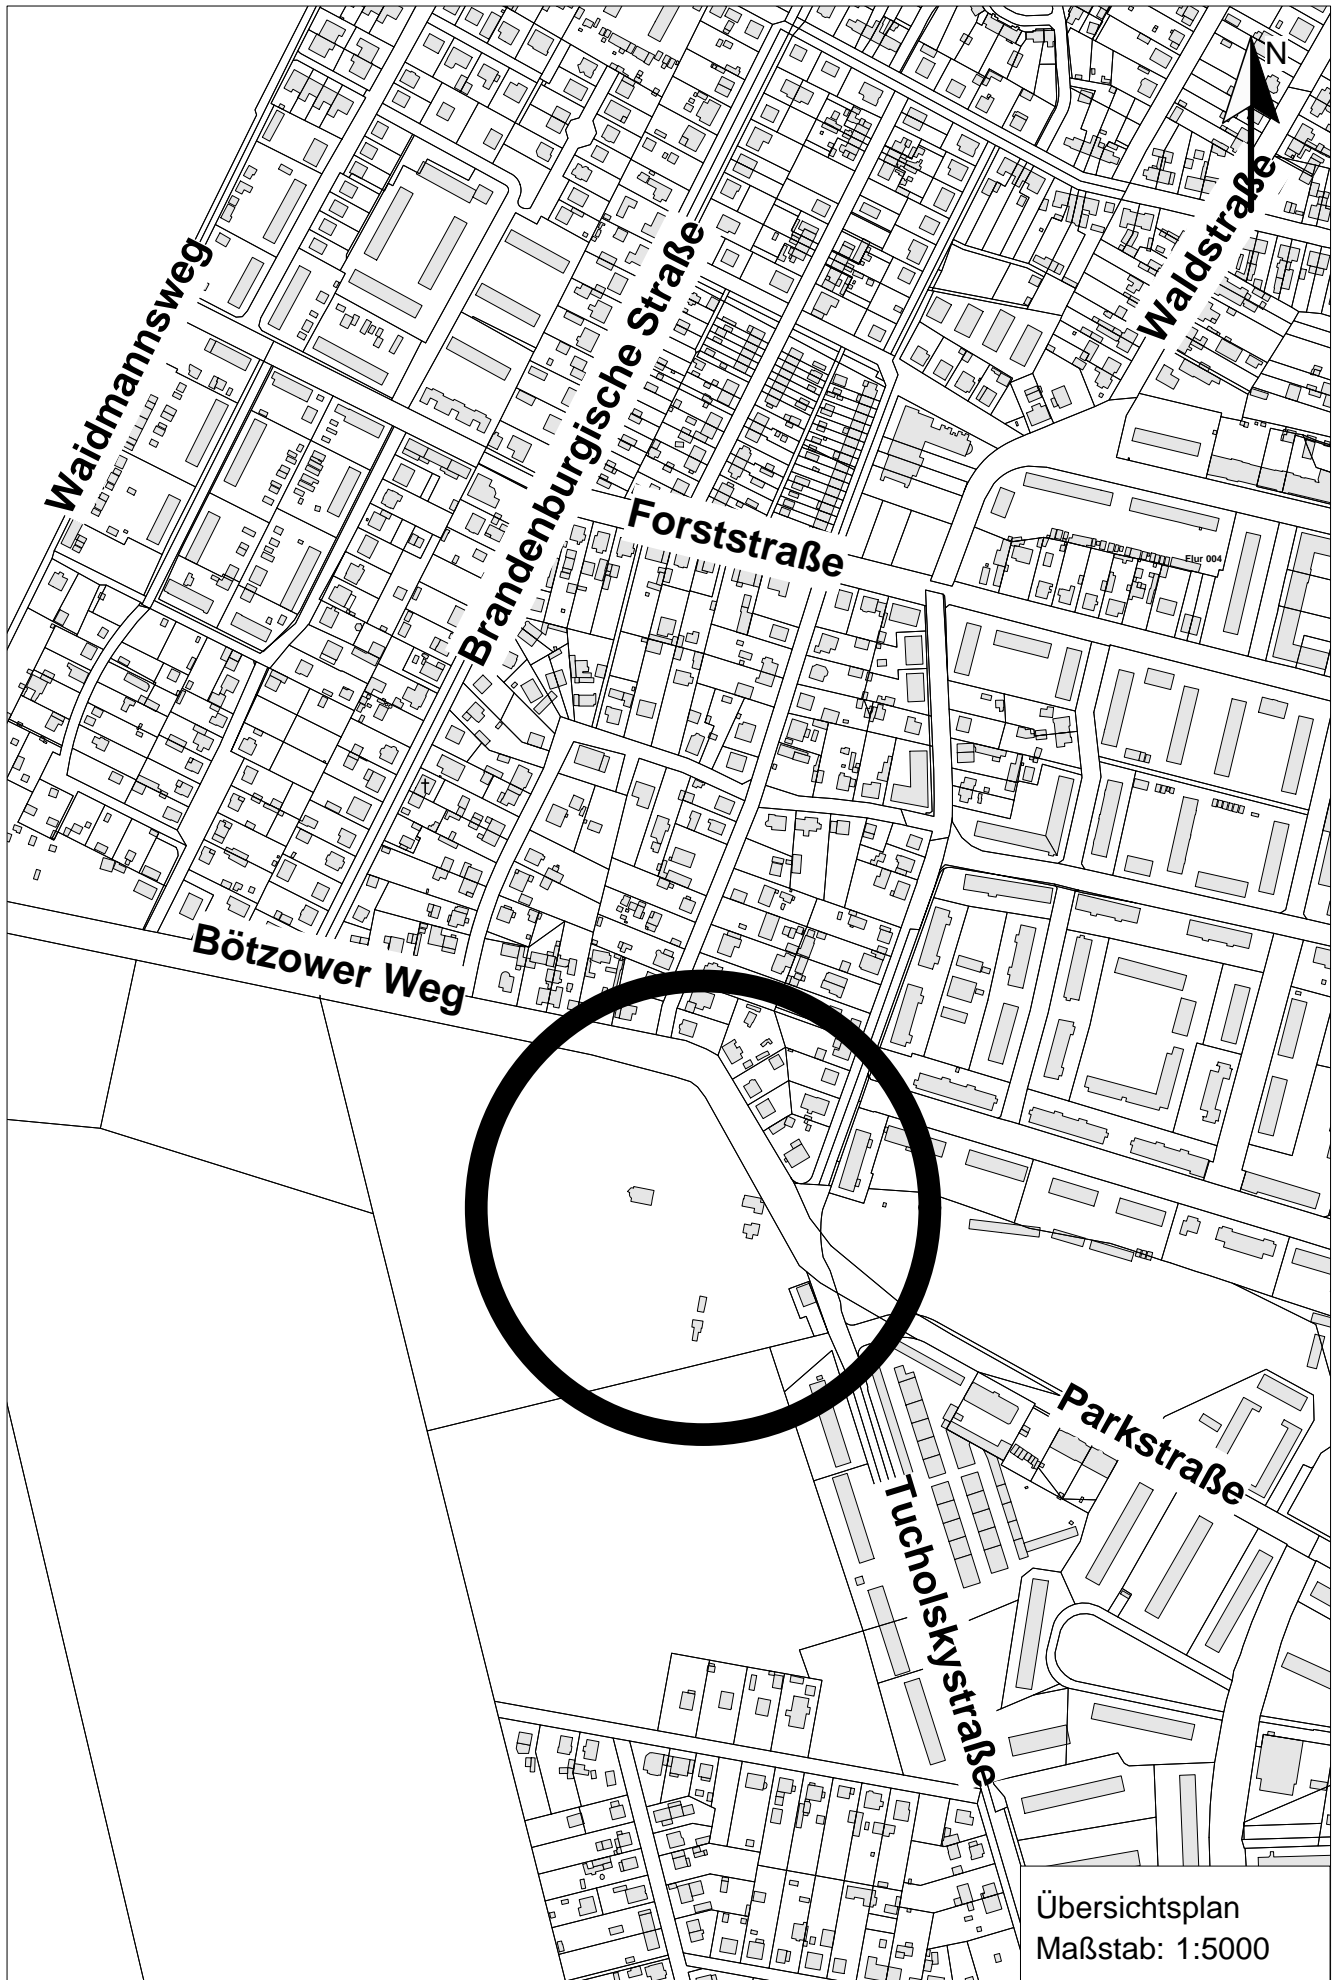 N
Waldstraße
Waidmannsweg
Brandenburgische Straße
Forststraße
Flur 004
Bötzower Weg
Parkstraße
Tucholskystraße
Übersichtsplan
Maßstab: 1:5000